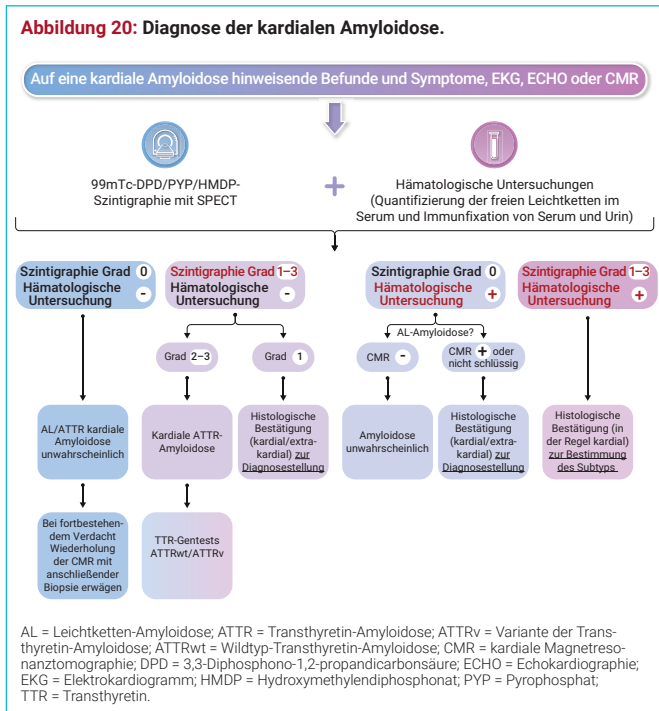 Abbildung 20: Diagnose der kardialen Amyloidose.
Auf eine kardiale Amyloidose hinweisende Befunde und Symptome, EKG, ECHO oder CMR
99mTc-DPD/PYP/HMDP-
Szintigraphie mit SPECT
+
Hämatologische Untersuchungen
(Quantifizierung der freien Leichtketten im
Serum und Immunfixation von Serum und Urin)
Szintigraphie Grad 0
Hämatologische
Untersuchung -
Szintigraphie Grad 1–3
Hämatologische
Untersuchung -
Szintigraphie Grad 0
Hämatologische
Untersuchung +
Szintigraphie Grad 1–3
Hämatologische
Untersuchung +
AL-Amyloidose?
Grad 2–3
Grad 1
CMR -
CMR + oder
nicht schlüssig
AL/ATTR kardiale
Amyloidose
unwahrscheinlich
Kardiale ATTR-
Amyloidose
Histologische
Bestätigung
(kardial/extra-
kardial) zur
Diagnosestellung
Amyloidose
unwahrscheinlich
Histologische
Bestätigung
(kardial/extra-
kardial) zur
Diagnosestellung
Histologische
Bestätigung (in
der Regel kardial)
zur Bestimmung
des Subtyps
Bei fortbestehen-
dem Verdacht
Wiederholung
der CMR mit
anschließender
Biopsie erwägen
TTR-Gentests
ATTRwt/ATTRv
AL = Leichtketten-Amyloidose; ATTR = Transthyretin-Amyloidose; ATTRv = Variante der Trans-
thyretin-Amyloidose; ATTRwt = Wildtyp-Transthyretin-Amyloidose; CMR = kardiale Magnetreso-
nanztomographie; DPD = 3,3-Diphosphono-1,2-propandicarbonsäure; ECHO = Echokardiographie;
EKG = Elektrokardiogramm; HMDP = Hydroxymethylendiphosphonat; PYP = Pyrophosphat;
TTR = Transthyretin.